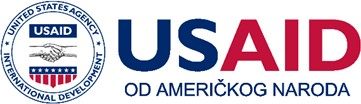 UNITED STATES AGENCY
USAID
INTERNATIONAL DEVELOPMENT
USAID
OD AMERIČKOG NARODA